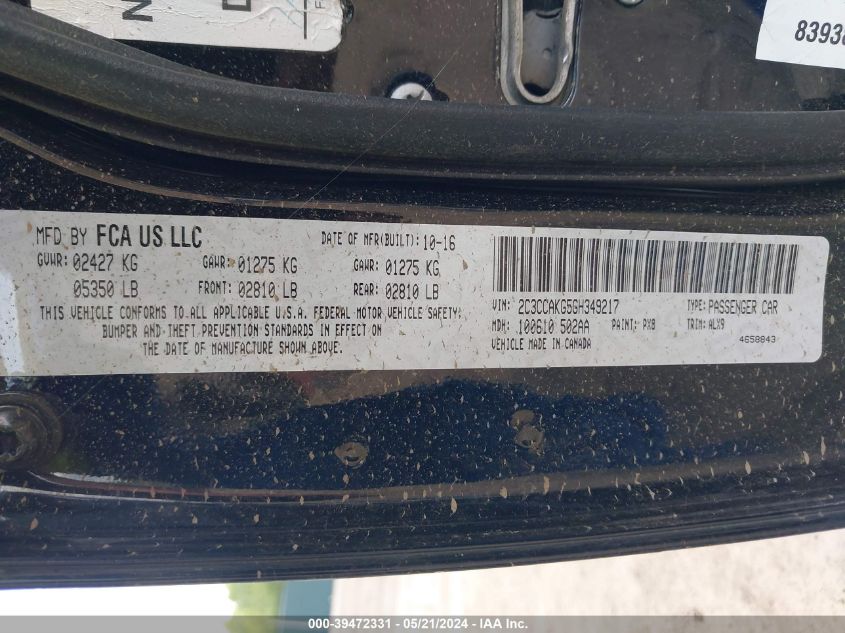 8393
MFD BY FCA US LLC DATE OF MFR(BUILT): 10-16
GVWR: 02427 KG GAWR: 01275 KG GAWR: 01275 KG
05350 LB FRONT: 02810 LB REAR: 02810 LB
THIS VEHICLE CONFORMS TO ALL APPLICABLE U.S.A. FEDERAL MOTOR VEHICLE SAFETY,
BUMPER AND THEFT PREVENTION STANDARDS IN EFFECT ON
THE DATE OF MANUFACTURE SHOWN ABOVE.
VIN: 2C3CCAKG5GH349217 TYPE: PASSENGER CAR
MDH: 100610 502AA PAINT: PX8 TRIM: ALX9
VEHICLE MADE IN CANADA 4658843
000-39472331 / 05/21/2024 / IAA Inc.